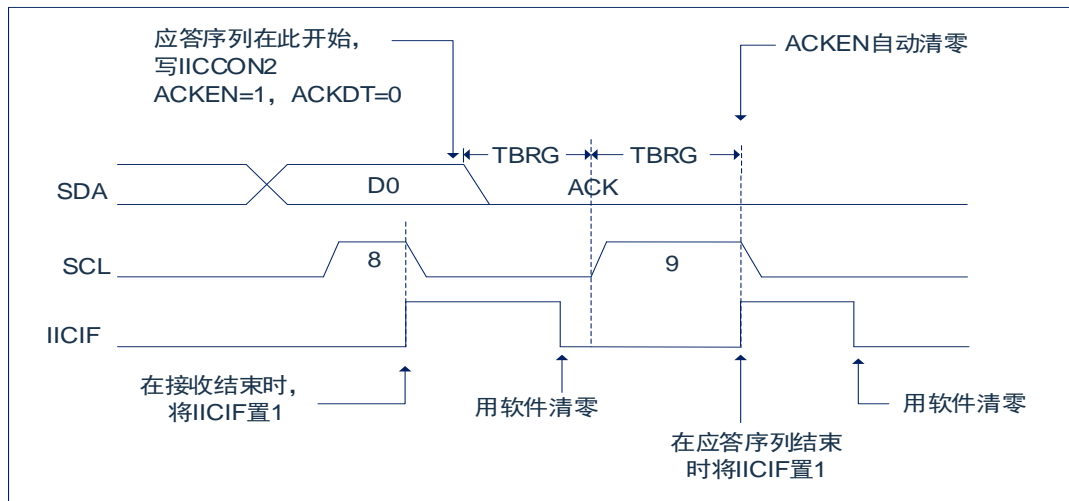 应答序列在此开始，
写IICCON2
ACKEN=1，ACKDT=0
ACKEN自动清零
TBRG
TBRG
SDA
D0
ACK
SCL
8
9
IICIF
在接收结束时，
将IICIF置1
用软件清零
在应答序列结束
时将IICIF置1
用软件清零